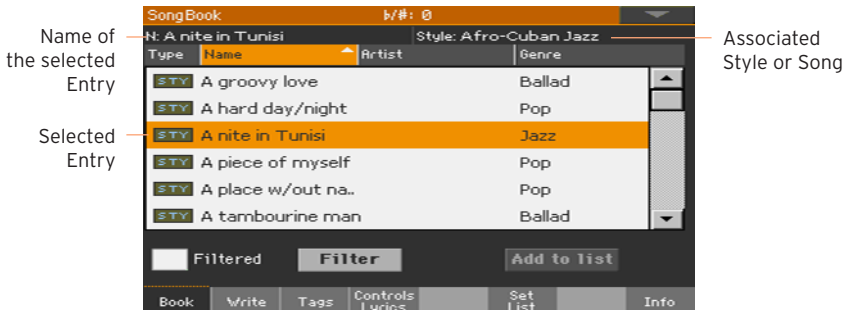 SongBook ♭/#: 0
N: A nite in Tunisi Style: Afro-Cuban Jazz
Name of
the selected
Entry
Associated
Style or Song
Type Name Artist Genre
STY A groovy love Ballad
STY A hard day/night Pop
Selected
Entry
STY A nite in Tunisi Jazz
STY A piece of myself Pop
STY A place w/out na.. Pop
STY A tambourine man Ballad
Filtered Filter Add to list
Book Write Tags Controls Lyrics Set List Info